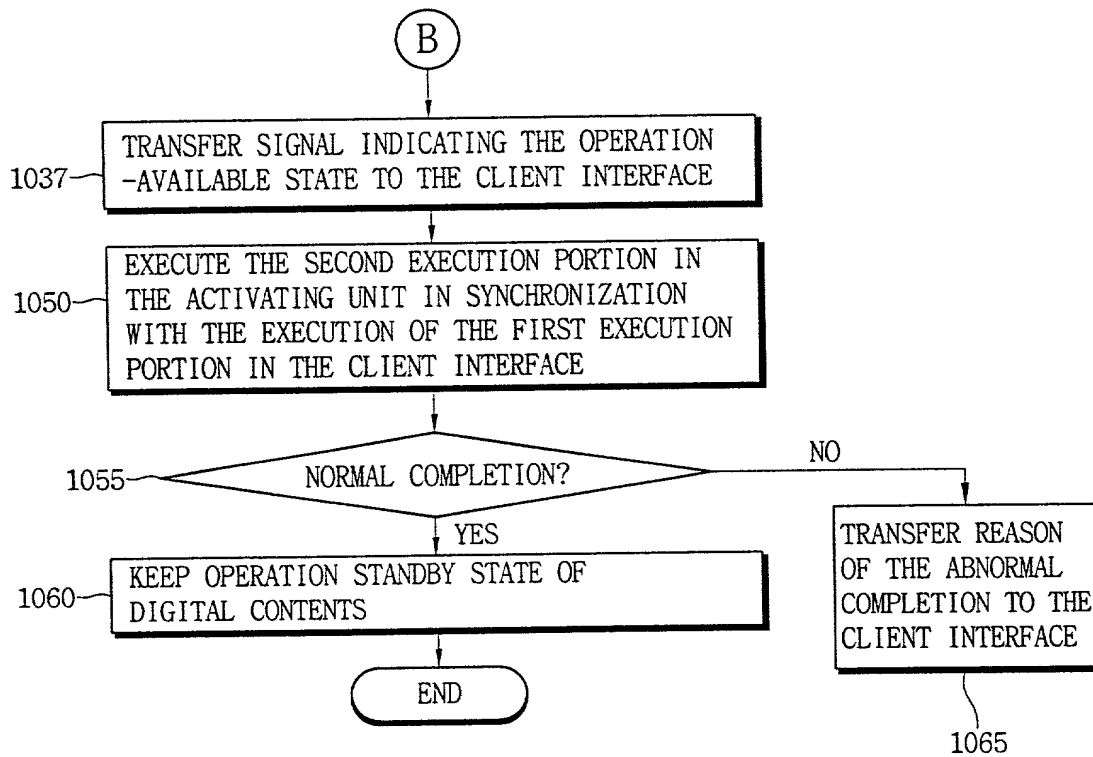 B
TRANSFER SIGNAL INDICATING THE OPERATION
-AVAILABLE STATE TO THE CLIENT INTERFACE
1037
EXECUTE THE SECOND EXECUTION PORTION IN
THE ACTIVATING UNIT IN SYNCHRONIZATION
WITH THE EXECUTION OF THE FIRST EXECUTION
PORTION IN THE CLIENT INTERFACE
1050
NORMAL COMPLETION?
1055
NO
YES
TRANSFER REASON
OF THE ABNORMAL
COMPLETION TO THE
CLIENT INTERFACE
1065
KEEP OPERATION STANDBY STATE OF
DIGITAL CONTENTS
1060
END